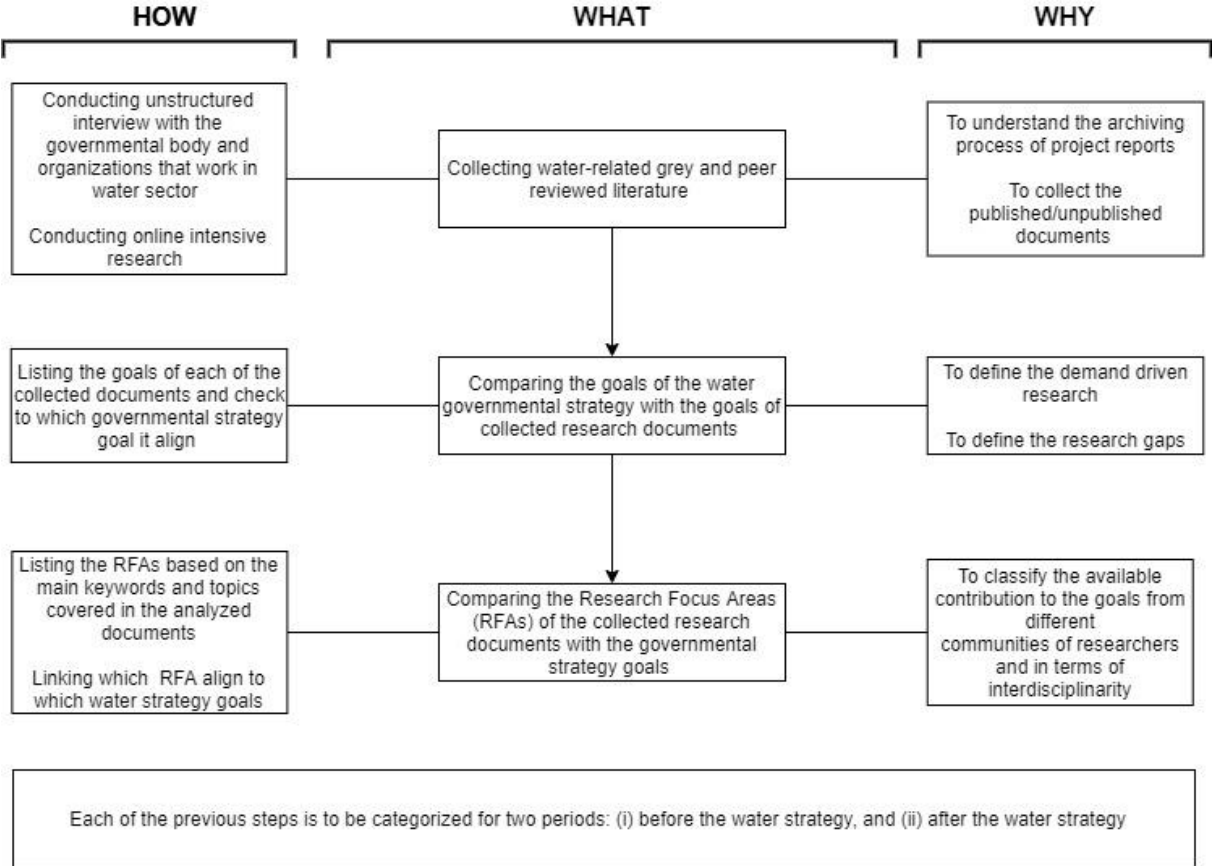 HOW
WHAT
WHY
Conducting unstructured
interview with the
governmental body and
organizations that work in
water sector
Conducting online intensive
research
Collecting water-related grey and peer
reviewed literature
To understand the archiving
process of project reports
To collect the
published/unpublished
documents
Listing the goals of each of the
collected documents and check
to which governmental strategy
goal it align
Comparing the goals of the water
governmental strategy with the goals of
collected research documents
To define the demand driven
research
To define the research gaps
Listing the RFAs based on the
main keywords and topics
covered in the analyzed
documents
Linking which RFA align to
which water strategy goals
Comparing the Research Focus Areas
(RFAs) of the collected research
documents with the governmental
strategy goals
To classify the available
contribution to the goals from
different
communities of researchers
and in terms of
interdisciplinarity
Each of the previous steps is to be categorized for two periods: (i) before the water strategy, and (ii) after the water strategy